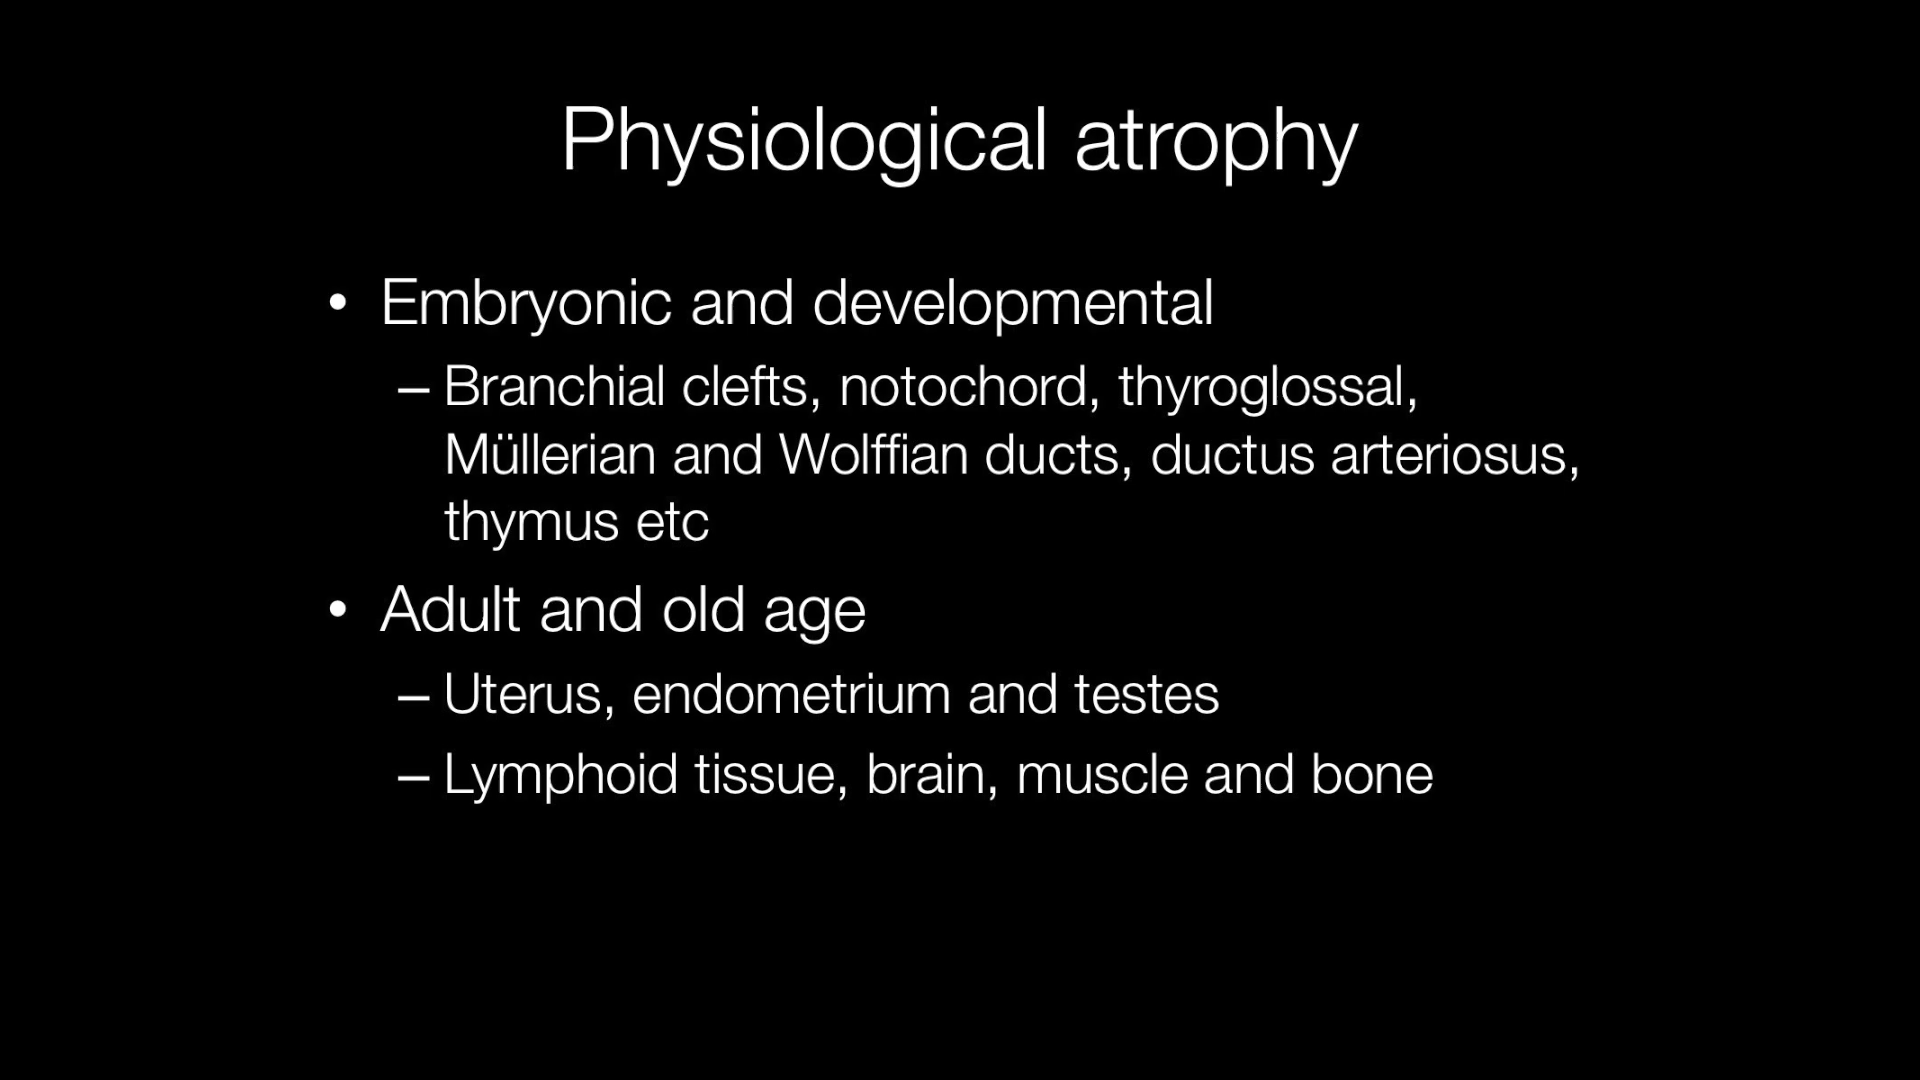 Physiological atrophy
• Embryonic and developmental
– Branchial clefts, notochord, thyroglossal,
Müllerian and Wolffian ducts, ductus arteriosus,
thymus etc
• Adult and old age
– Uterus, endometrium and testes
– Lymphoid tissue, brain, muscle and bone